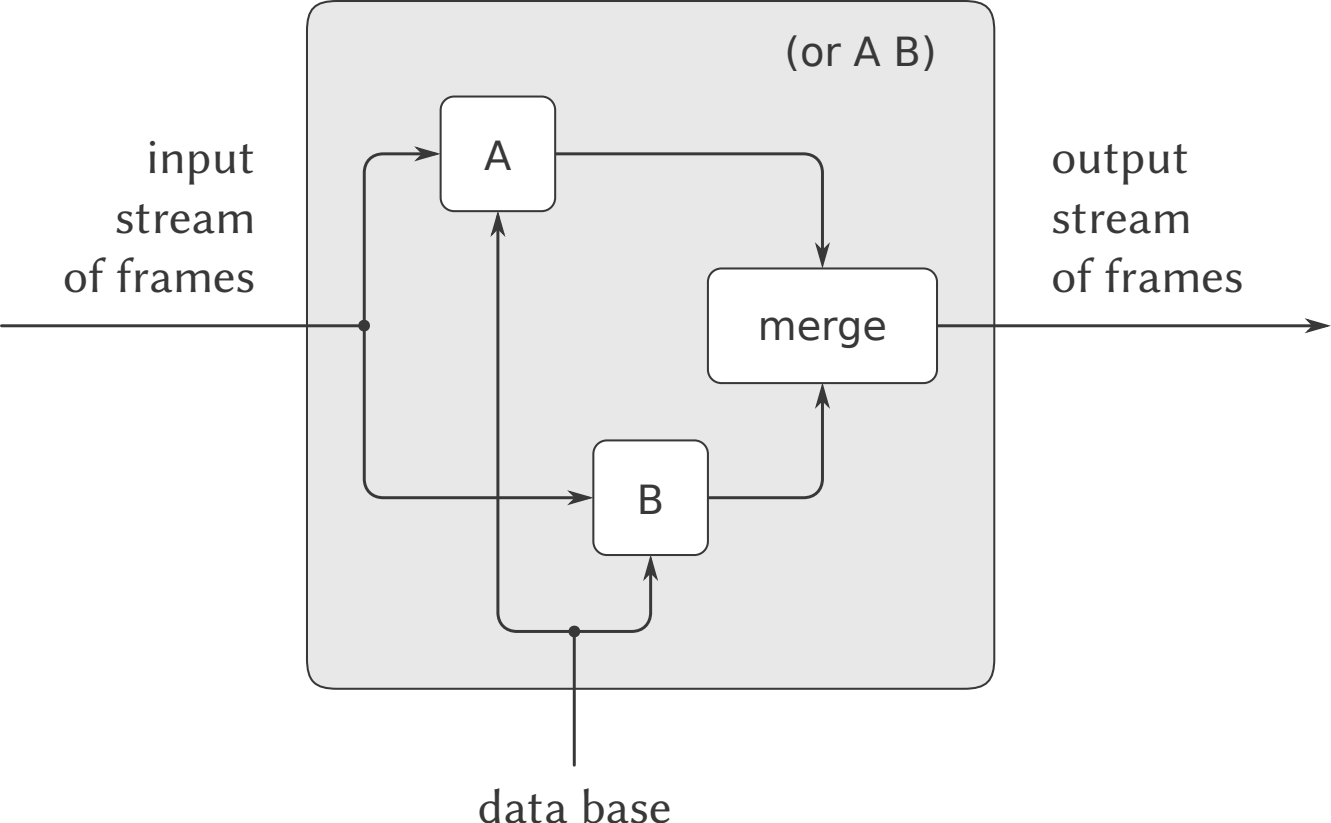 (or A B)
input
stream
of frames
A
output
stream
of frames
merge
B
data base